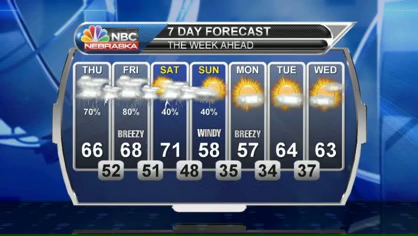 NBC
NEBRASKA
7 DAY FORECAST
THE WEEK AHEAD
THU FRI SAT SUN MON TUE WED
70% 80% 40% 40%
BREEZY WINDY BREEZY
66 68 71 58 57 64 63
52 51 48 35 34 37